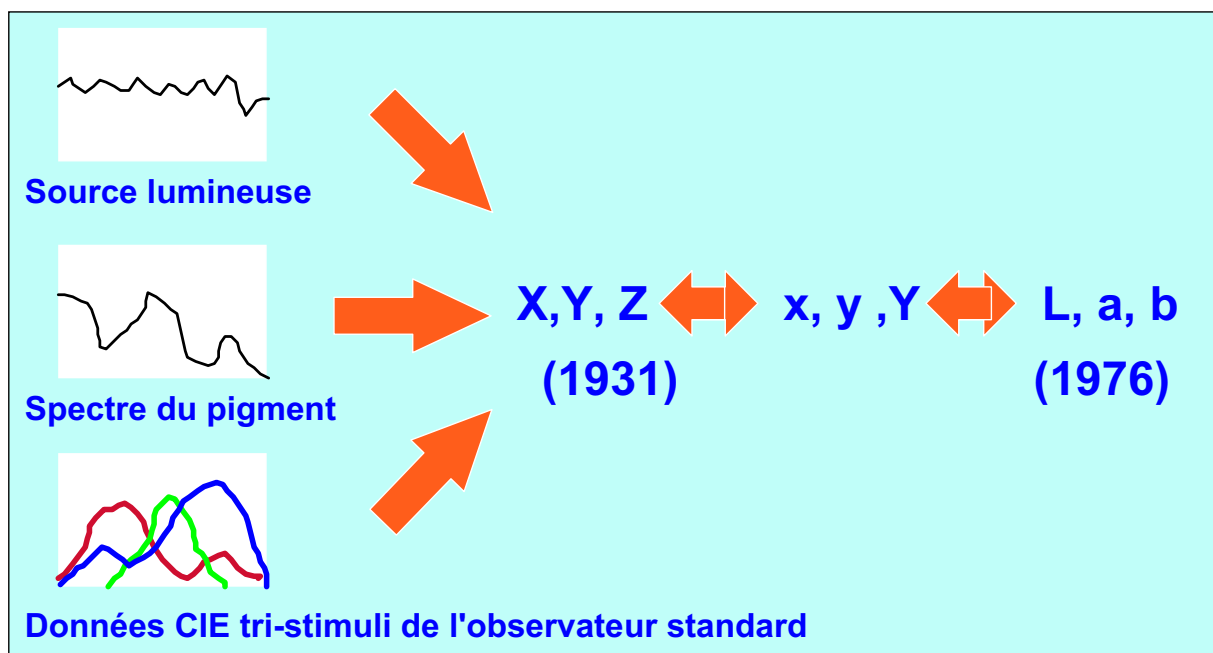 Source lumineuse
Spectre du pigment
X,Y, Z
x, y ,Y
L, a, b
(1931)
(1976)
Données CIE tri-stimuli de l'observateur standard